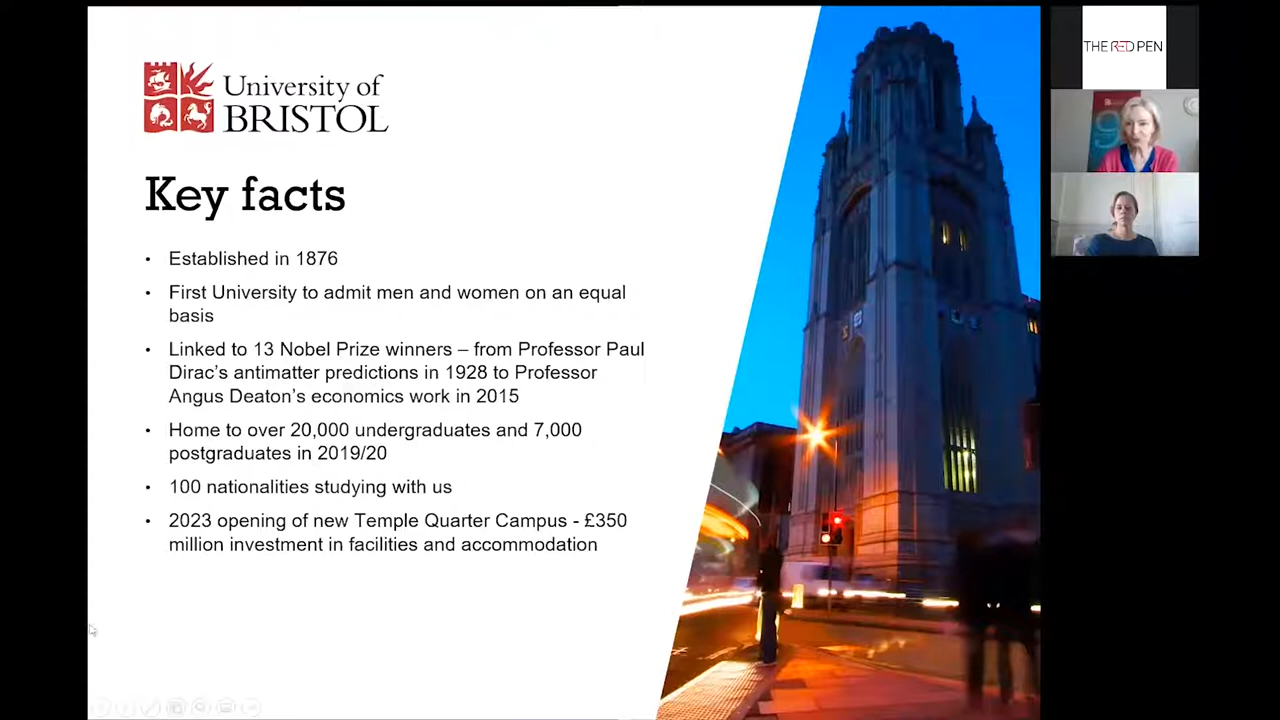 University of
BRISTOL
Key facts
• Established in 1876
• First University to admit men and women on an equal
basis
• Linked to 13 Nobel Prize winners – from Professor Paul
Dirac’s antimatter predictions in 1928 to Professor
Angus Deaton’s economics work in 2015
• Home to over 20,000 undergraduates and 7,000
postgraduates in 2019/20
• 100 nationalities studying with us
• 2023 opening of new Temple Quarter Campus - £350
million investment in facilities and accommodation
THE RED PEN
9